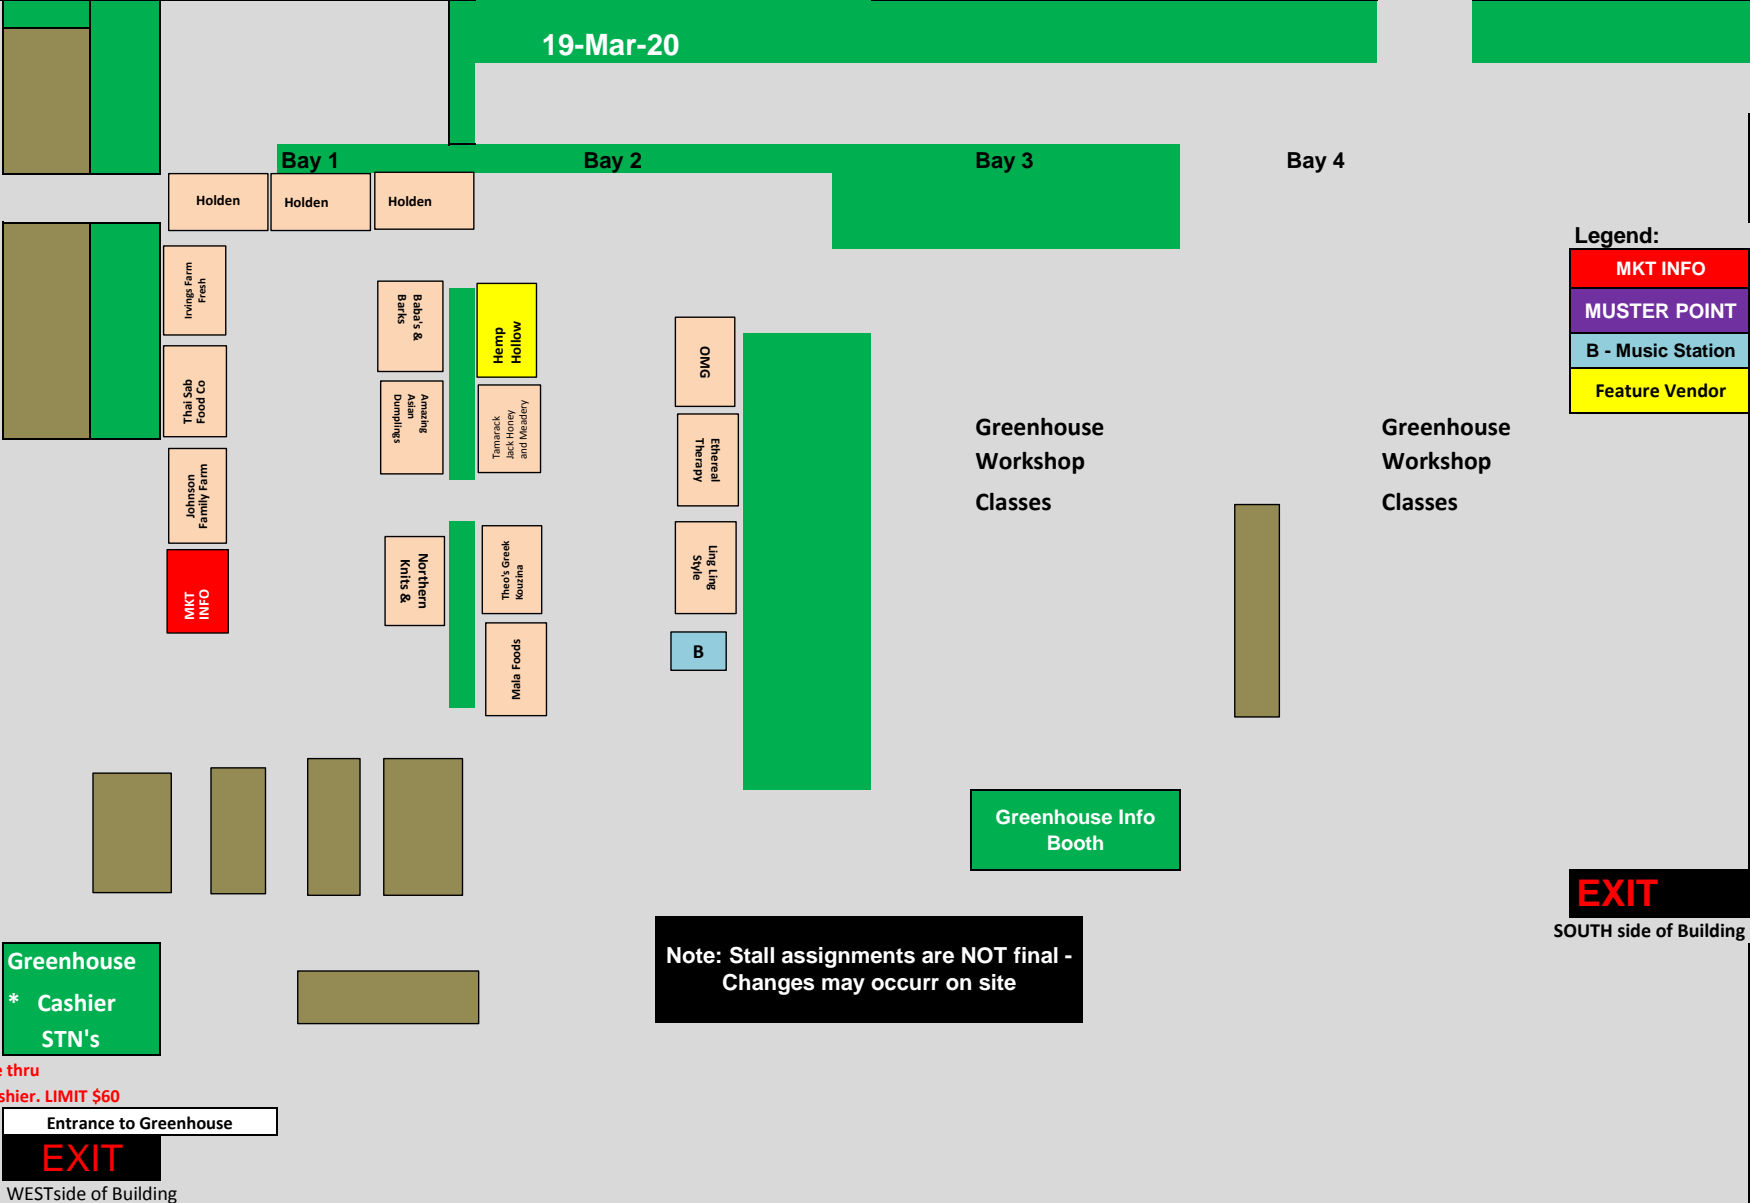 19-Mar-20
Bay 1
Bay 2
Bay 3
Bay 4
Holden
Holden
Holden
Legend:
MKT INFO
MUSTER POINT
B - Music Station
Feature Vendor
Irvings Farm
Fresh
Thai Sab
Food Co
Johnson
Family Farm
MKT
INFO
Baba's &
Barks
Amazing
Asian
Dumplings
Northern
Knits &
Hemp
Hollow
Tamarack
Jack Honey
and Meadery
Theo's Greek
Kouzina
Mala Foods
OMG
Ethereal
Therapy
Ling Ling
Style
B
Greenhouse
Workshop
Classes
Greenhouse
Workshop
Classes
Greenhouse Info
Booth
EXIT
SOUTH side of Building
Note: Stall assignments are NOT final -
Changes may occurr on site
Greenhouse
* Cashier
STN's
thru
LIMIT $60
Entrance to Greenhouse
EXIT
WESTside of Building